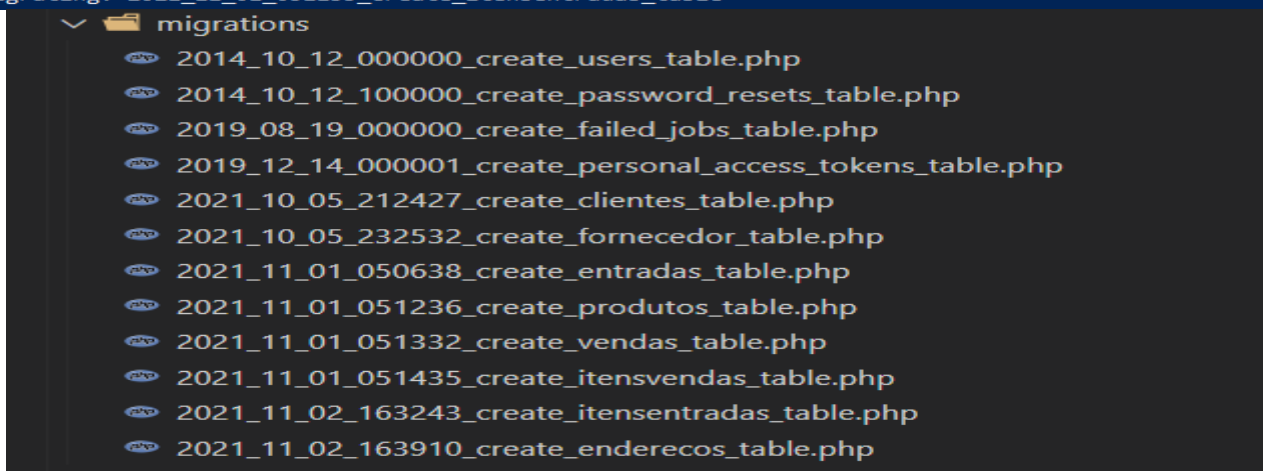 migrations
2014_10_12_000000_create_users_table.php
2014_10_12_100000_create_password_resets_table.php
2019_08_19_000000_create_failed_jobs_table.php
2019_12_14_000001_create_personal_access_tokens_table.php
2021_10_05_212427_create_clientes_table.php
2021_10_05_232532_create_fornecedor_table.php
2021_11_01_050638_create_entradas_table.php
2021_11_01_051236_create_produtos_table.php
2021_11_01_051332_create_vendas_table.php
2021_11_01_051435_create_itensvendas_table.php
2021_11_02_163243_create_itensentradas_table.php
2021_11_02_163910_create_enderecos_table.php